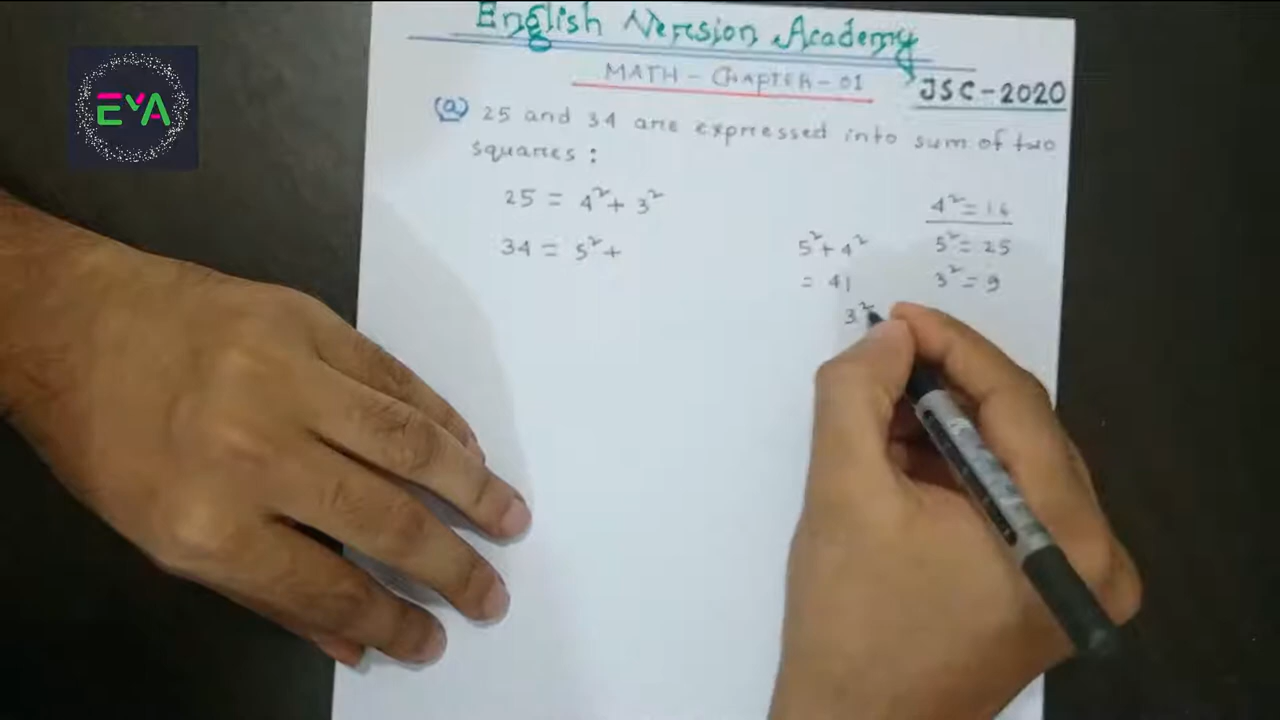 English Version Academy
EYA
MATH - CHAPTER - 01
JSC - 2020
(a) 25 and 34 are expressed into sum of two
squares :
25 = 4² + 3²
34 = 5² +
4² = 16
5² + 4²
= 41
5² = 25
3² = 9
3²